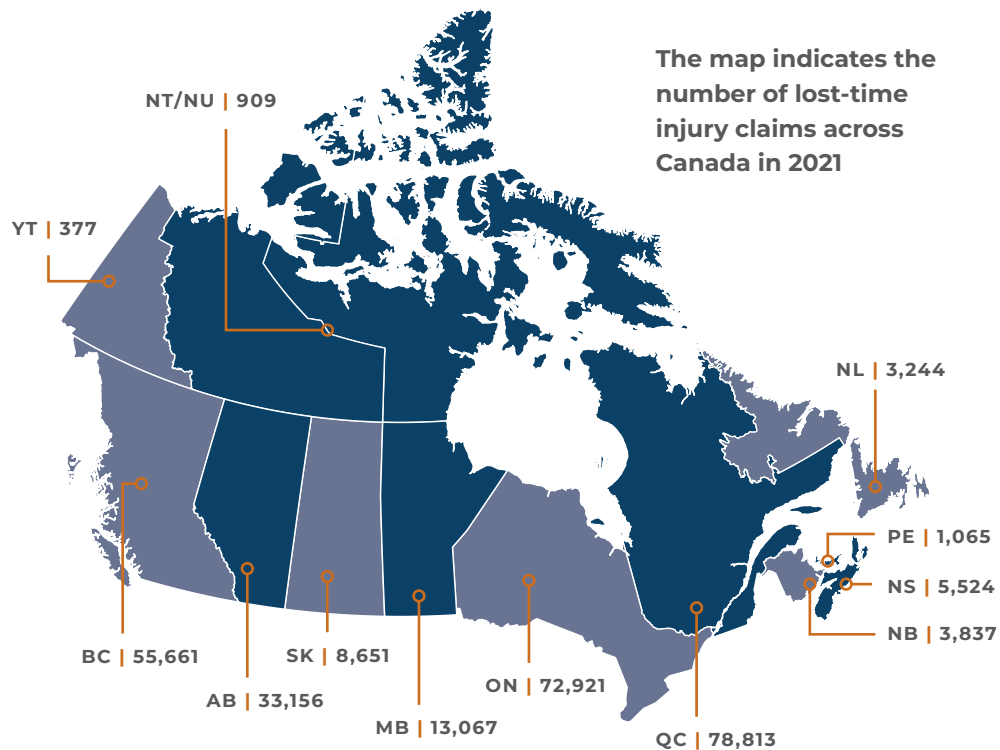 The map indicates the
number of lost-time
injury claims across
Canada in 2021
NT/NU | 909
YT | 377
NL | 3,244
PE | 1,065
NS | 5,524
NB | 3,837
BC | 55,661
SK | 8,651
ON | 72,921
AB | 33,156
MB | 13,067
QC | 78,813